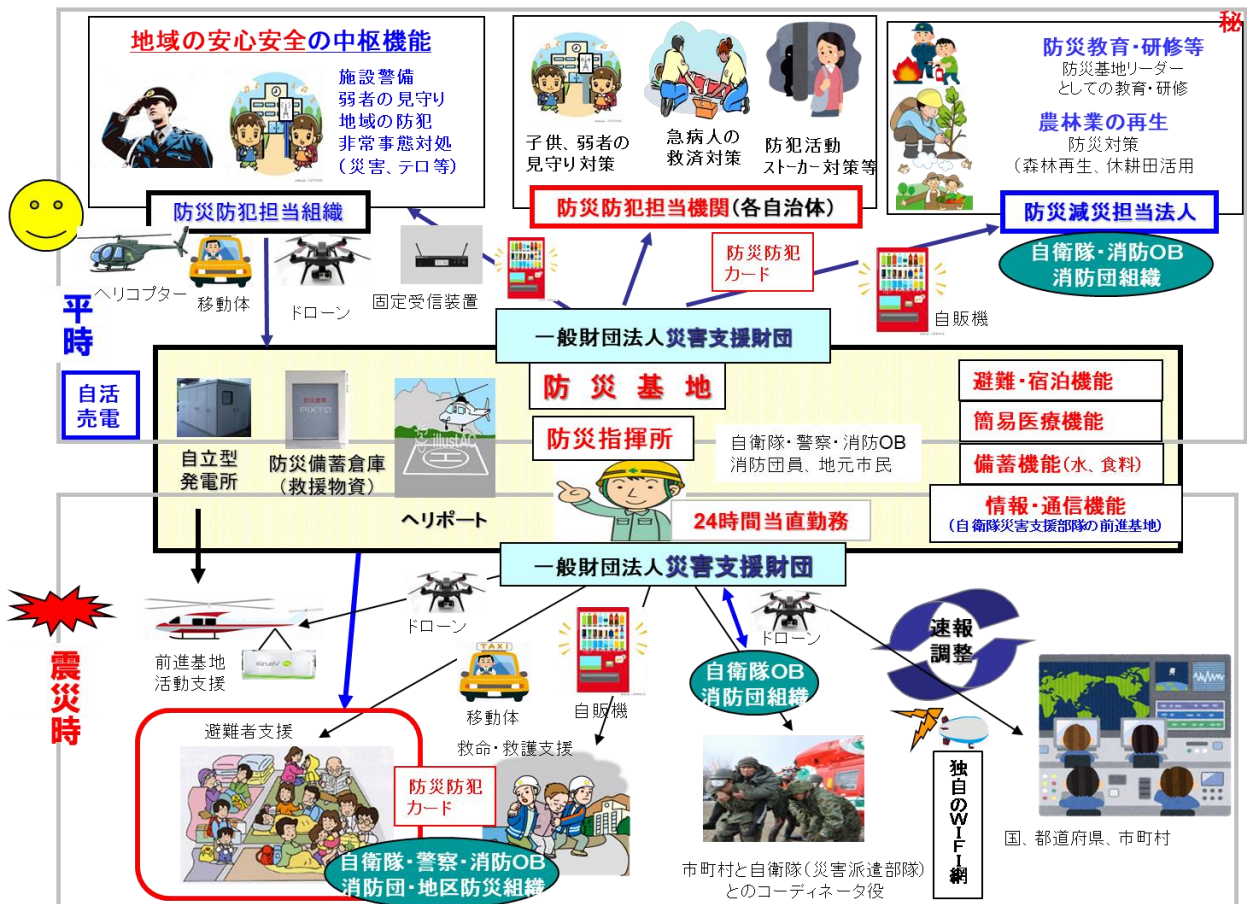 秘
地域の安心安全の中枢機能
施設警備
弱者の見守り
地域の防犯
非常事態対処
(災害、テロ等)
防災防犯担当組織
子供、弱者の
見守り対策
急病人の
救済対策
防犯活動
ストーカー対策等
防災防犯担当機関(各自治体)
防災教育・研修等
防災基地リーダー
としての教育・研修
農林業の再生
防災対策
(森林再生、休耕田活用
防災減災担当法人
自衛隊・消防OB
消防団組織
平時
ヘリコプター
移動体
ドローン
固定受信装置
防災防犯
カード
自販機
一般財団法人災害支援財団
自活
売電
防災基地
防災指揮所
自衛隊・警察・消防OB
消防団員、地元市民
24時間当直勤務
自立型
発電所
防災備蓄倉庫
(救援物資)
ヘリポート
避難・宿泊機能
簡易医療機能
備蓄機能(水、食料)
情報・通信機能
(自衛隊災害支援部隊の前進基地)
一般財団法人災害支援財団
震災時
前進基地
活動支援
ドローン
TAXI
移動体
自販機
ドローン
自衛隊OB
消防団組織
速報
調整
避難者支援
防災防犯
カード
救命・救護支援
自衛隊・警察・消防OB
消防団・地区防災組織
市町村と自衛隊(災害派遣部隊)
とのコーディネータ役
独自のWIFI網
国、都道府県、市町村